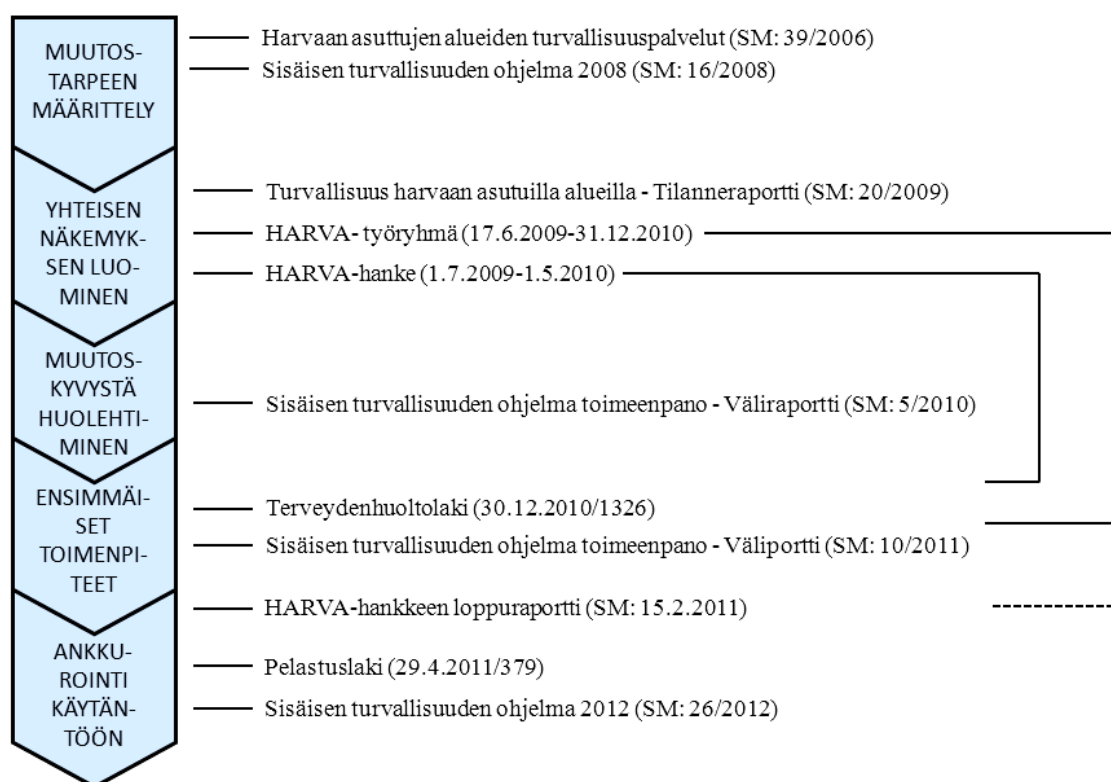 MUUTOS-
TARPEEN
MÄÄRITTELY
Harvaan asuttujen alueiden turvallisuuspalvelut (SM: 39/2006)
Sisäisen turvallisuuden ohjelma 2008 (SM: 16/2008)
YHTEISEN
NÄKEMYK-
SEN LUO-
MINEN
Turvallisuus harvaan asutuilla alueilla - Tilanneraportti (SM: 20/2009)
HARVA- työryhmä (17.6.2009-31.12.2010)
HARVA-hanke (1.7.2009-1.5.2010)
MUUTOS-
KYVYSTÄ
HUOLEHTI-
MINEN
Sisäisen turvallisuuden ohjelma toimeenpano - Väliraportti (SM: 5/2010)
ENSIMMÄI-
SET
TOIMENPI-
TEET
Terveydenhuoltolaki (30.12.2010/1326)
Sisäisen turvallisuuden ohjelma toimeenpano - Väliportti (SM: 10/2011)
HARVA-hankkeen loppuraportti (SM: 15.2.2011)
ANKKU-
ROINTI
KÄYTÄN-
TÖÖN
Pelastuslaki (29.4.2011/379)
Sisäisen turvallisuuden ohjelma 2012 (SM: 26/2012)